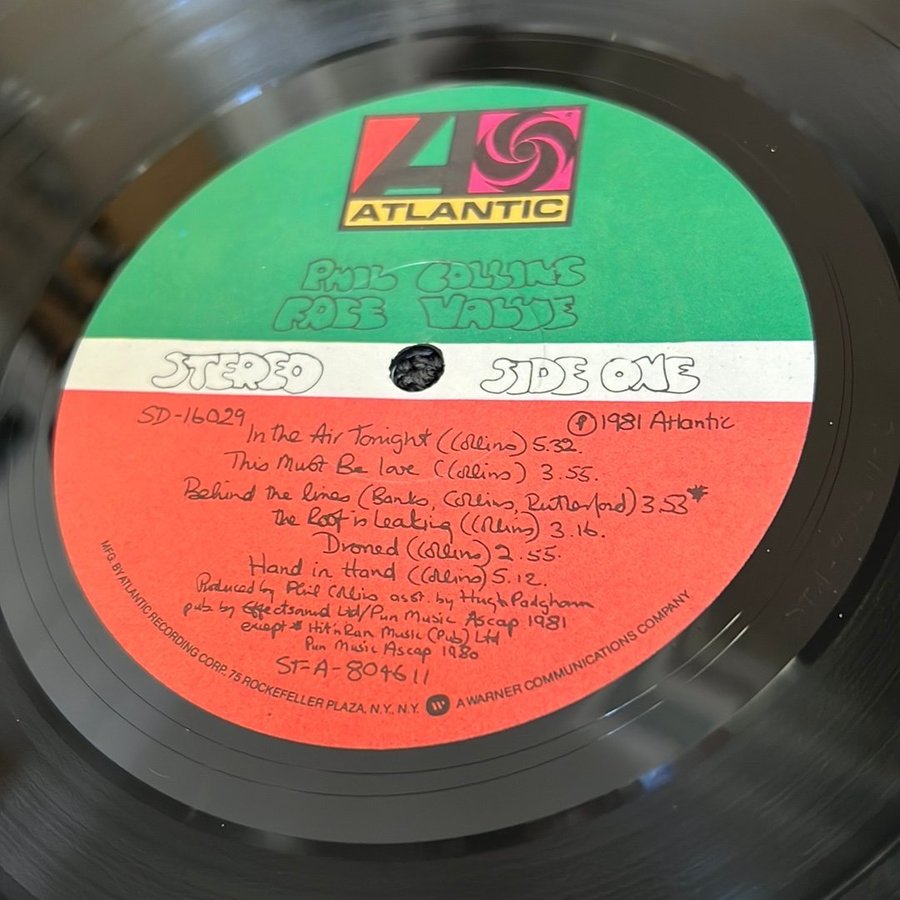 ATLANTIC
PHIL COLLINS
FACE VALUE
STEREO SIDE ONE
SD-16029 ℗ 1981 Atlantic
In the Air Tonight (Collins) 5.32.
This Must Be love (Collins) 3.55.
Behind the lines (Banks, Collins, Rutherford) 3.53*
the Roof is Leaking (Collins) 3.16.
Droned (Collins) 2.55.
Hand in Hand (Collins) 5.12.
Produced by Phil Collins asst. by Hugh Padgham
pub. by Effectsound Ltd/Pun Music Ascap 1981
except * Hit n Run Music (Pub) Ltd
Pun Music Ascap 1980
ST-A-804611
MFG. BY ATLANTIC RECORDING CORP. 75 ROCKEFELLER PLAZA, N.Y., N.Y. A WARNER COMMUNICATIONS COMPANY